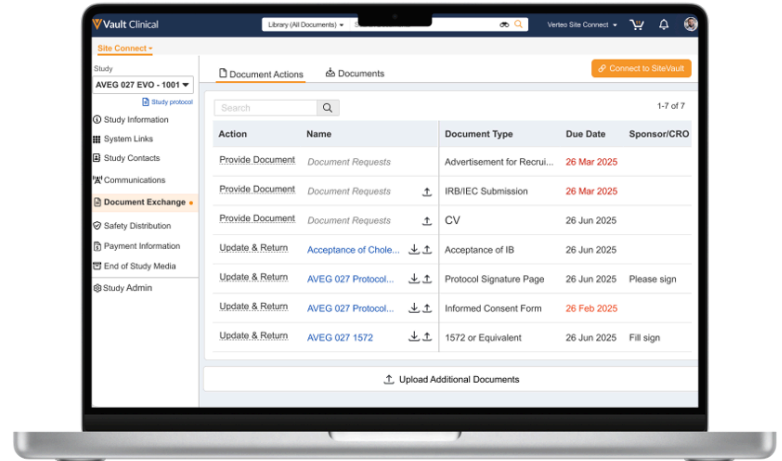 Vault Clinical
Library (All Documents)
Verteo Site Connect
Site Connect
Study
AVEG 027 EVO - 1001
Study protocol
Study Information
System Links
Study Contacts
Communications
Document Exchange
Safety Distribution
Payment Information
End of Study Media
Study Admin
Document Actions
Documents
Connect to SiteVault
Search
1-7 of 7
Action Name Document Type Due Date Sponsor/CRO
Provide Document Document Requests Advertisement for Recrui... 26 Mar 2025
Provide Document Document Requests IRB/IEC Submission 26 Mar 2025
Provide Document Document Requests CV 26 Jun 2025
Update & Return Acceptance of Chole... Acceptance of IB 26 Jun 2025
Update & Return AVEG 027 Protocol... Protocol Signature Page 26 Jun 2025 Please sign
Update & Return AVEG 027 Protocol... Informed Consent Form 26 Feb 2025
Update & Return AVEG 027 1572 1572 or Equivalent 26 Jun 2025 Fill sign
Upload Additional Documents